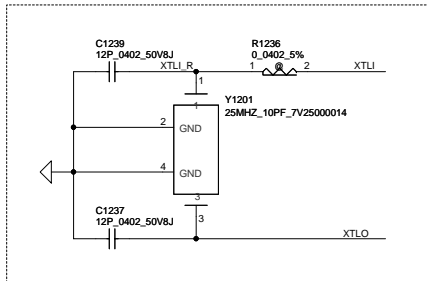 C1239
12P_0402_50V8J
R1236
0_0402_5%
XTLI_R
1
@
2
XTLI
1
Y1201
25MHZ_10PF_7V25000014
1
2
GND
4
GND
3
C1237
12P_0402_50V8J
3
XTLO